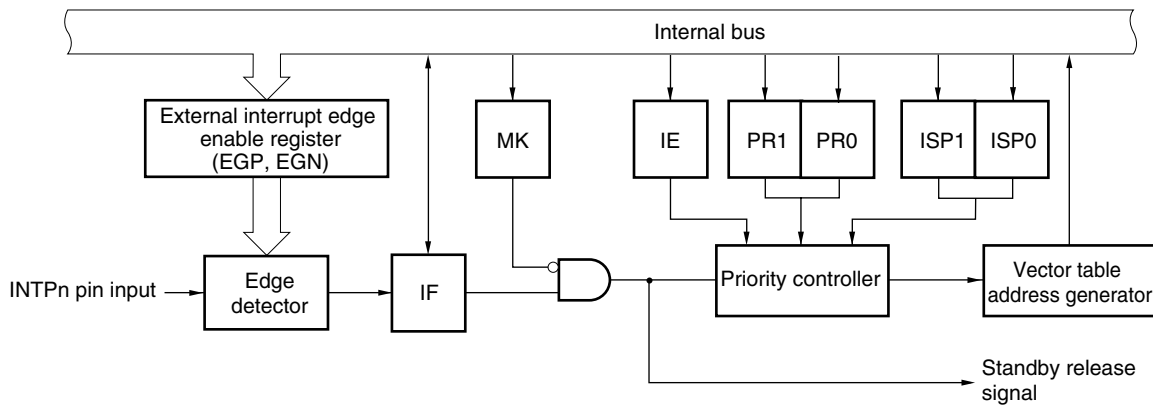 Internal bus
External interrupt edge
enable register
(EGP, EGN)
MK
IE
PR1
PR0
ISP1
ISP0
INTPn pin input
Edge
detector
IF
Priority controller
Vector table
address generator
Standby release
signal